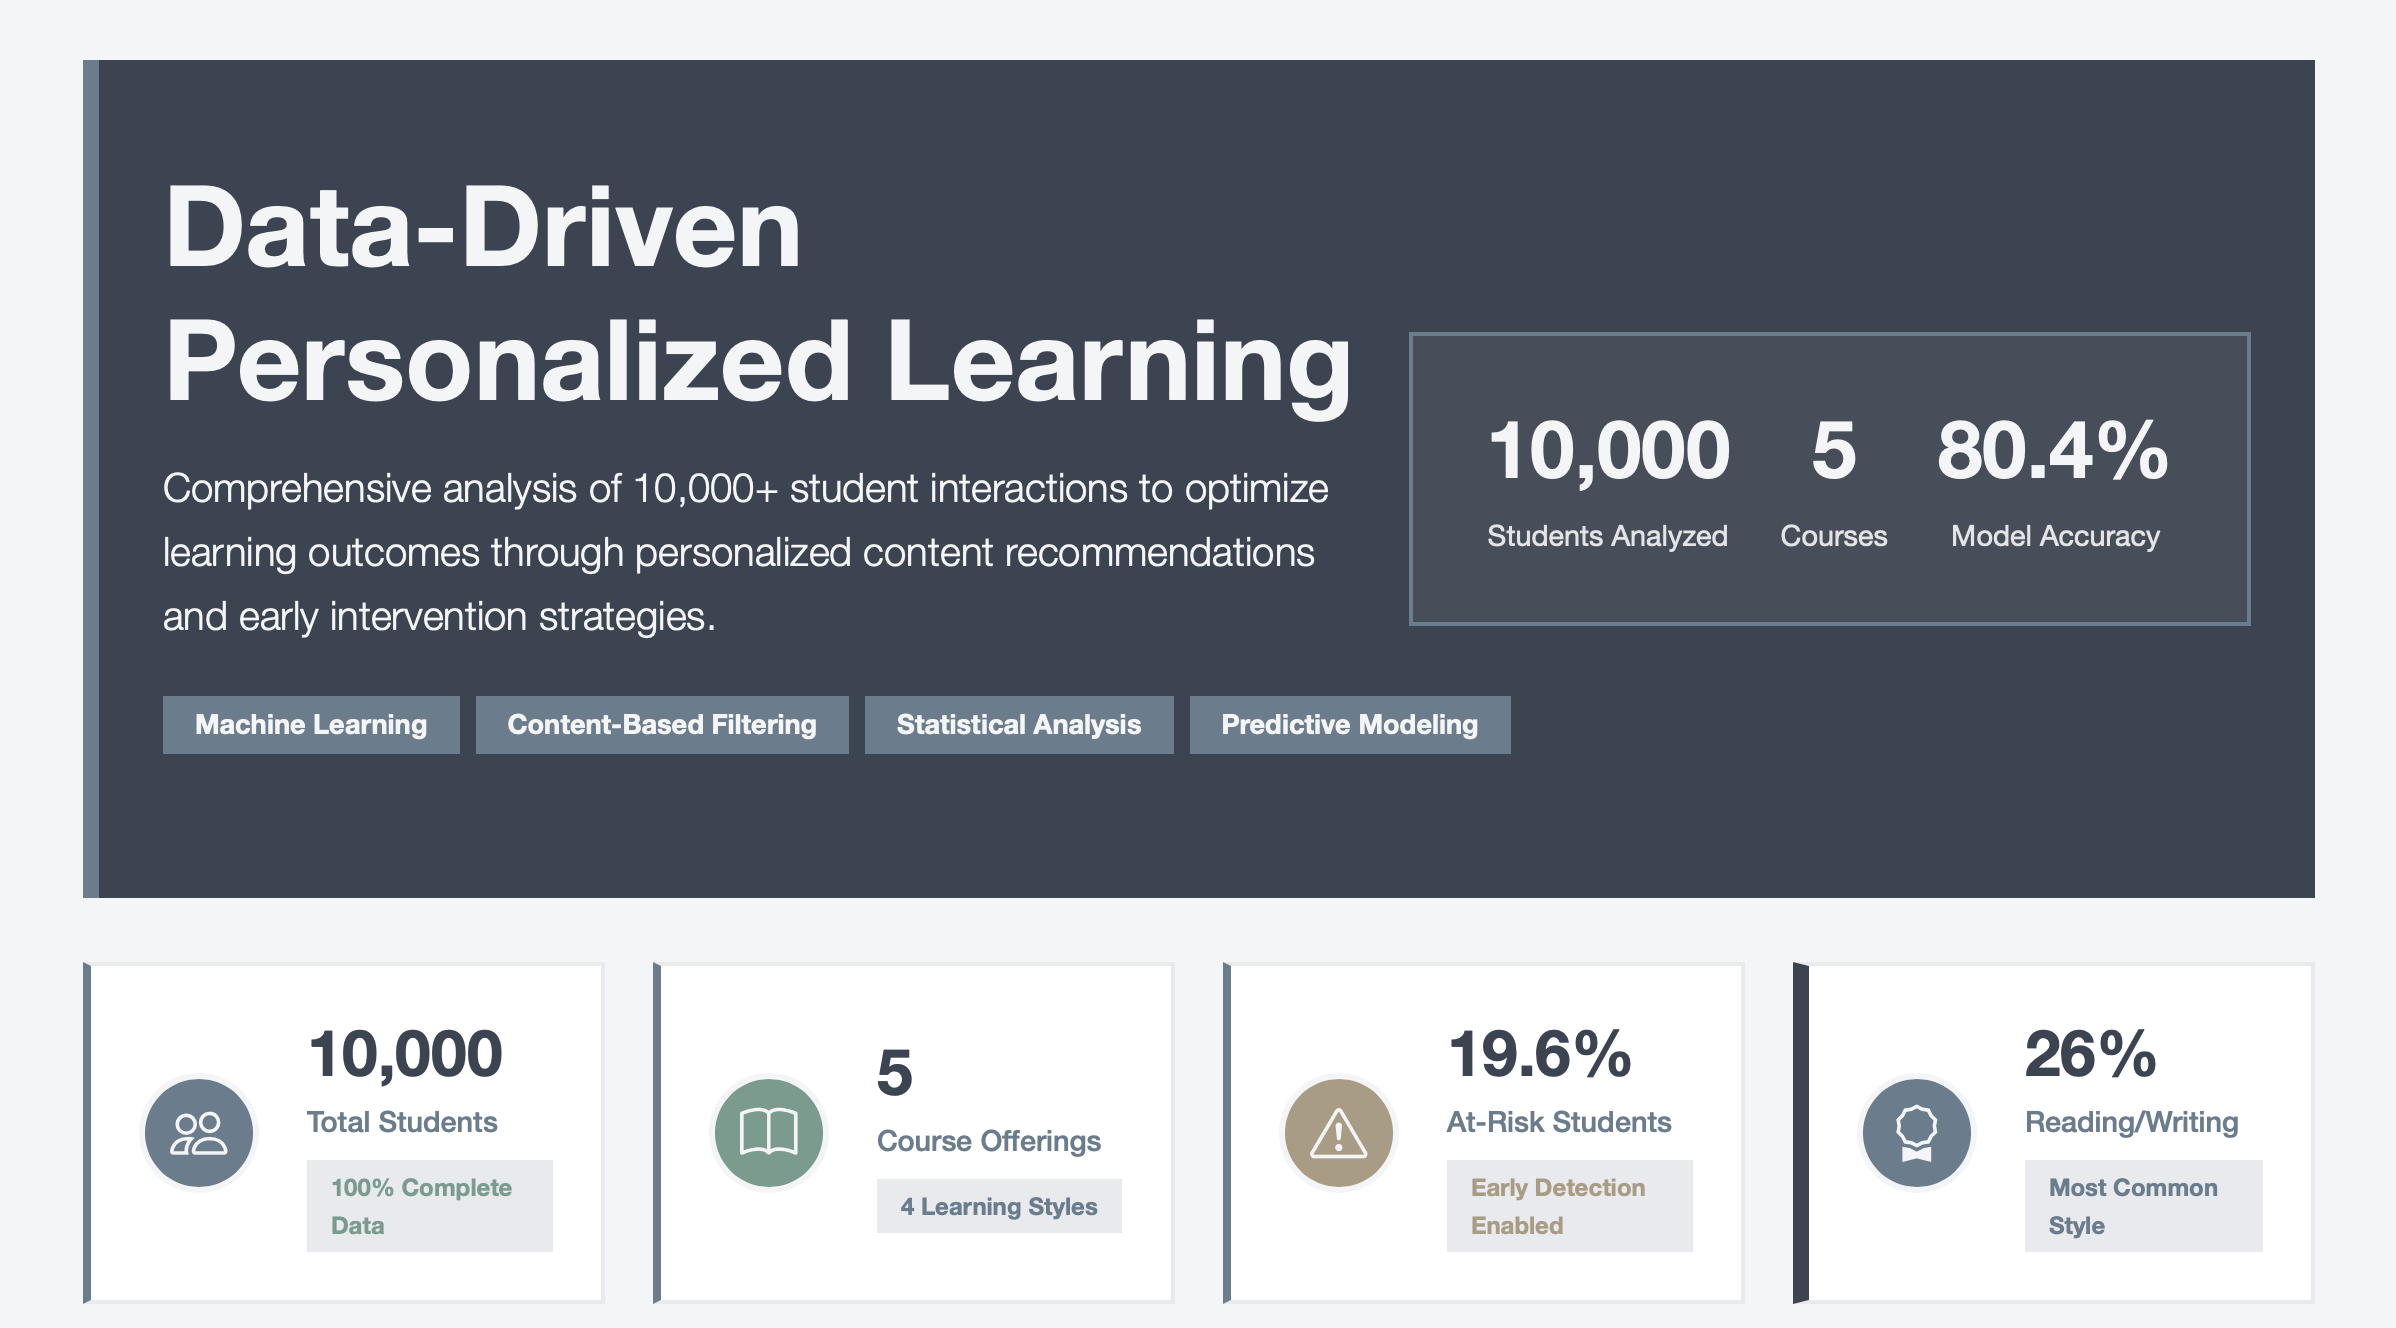 Data-Driven
Personalized Learning
Comprehensive analysis of 10,000+ student interactions to optimize
learning outcomes through personalized content recommendations
and early intervention strategies.
Machine Learning
Content-Based Filtering
Statistical Analysis
Predictive Modeling
10,000
Students Analyzed
5
Courses
80.4%
Model Accuracy
10,000
Total Students
100% Complete
Data
5
Course Offerings
4 Learning Styles
19.6%
At-Risk Students
Early Detection
Enabled
26%
Reading/Writing
Most Common
Style